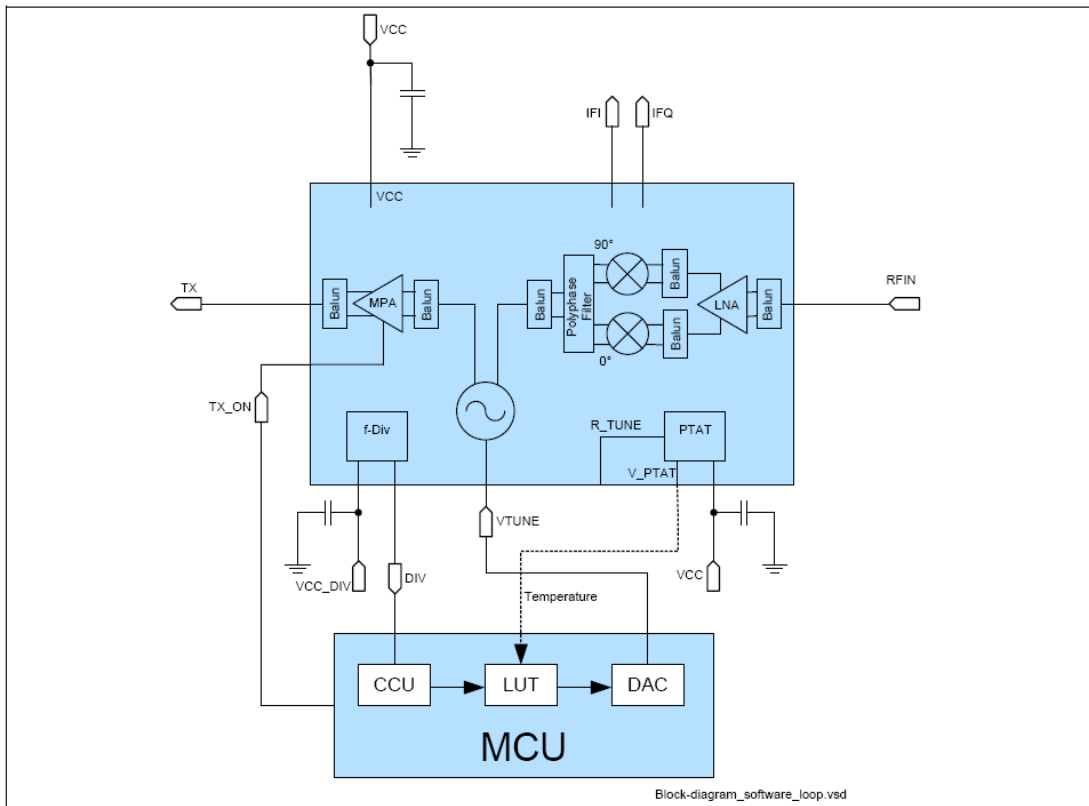 VCC
IFI
IFQ
VCC
90°
TX
Balun
MPA
Balun
Balun
Polyphase
Filter
Balun
Balun
LNA
Balun
RFIN
0°
TX_ON
f-Div
R_TUNE
PTAT
V_PTAT
VTUNE
VCC_DIV
DIV
VCC
Temperature
CCU
LUT
DAC
MCU
Block-diagram_software_loop.vsd